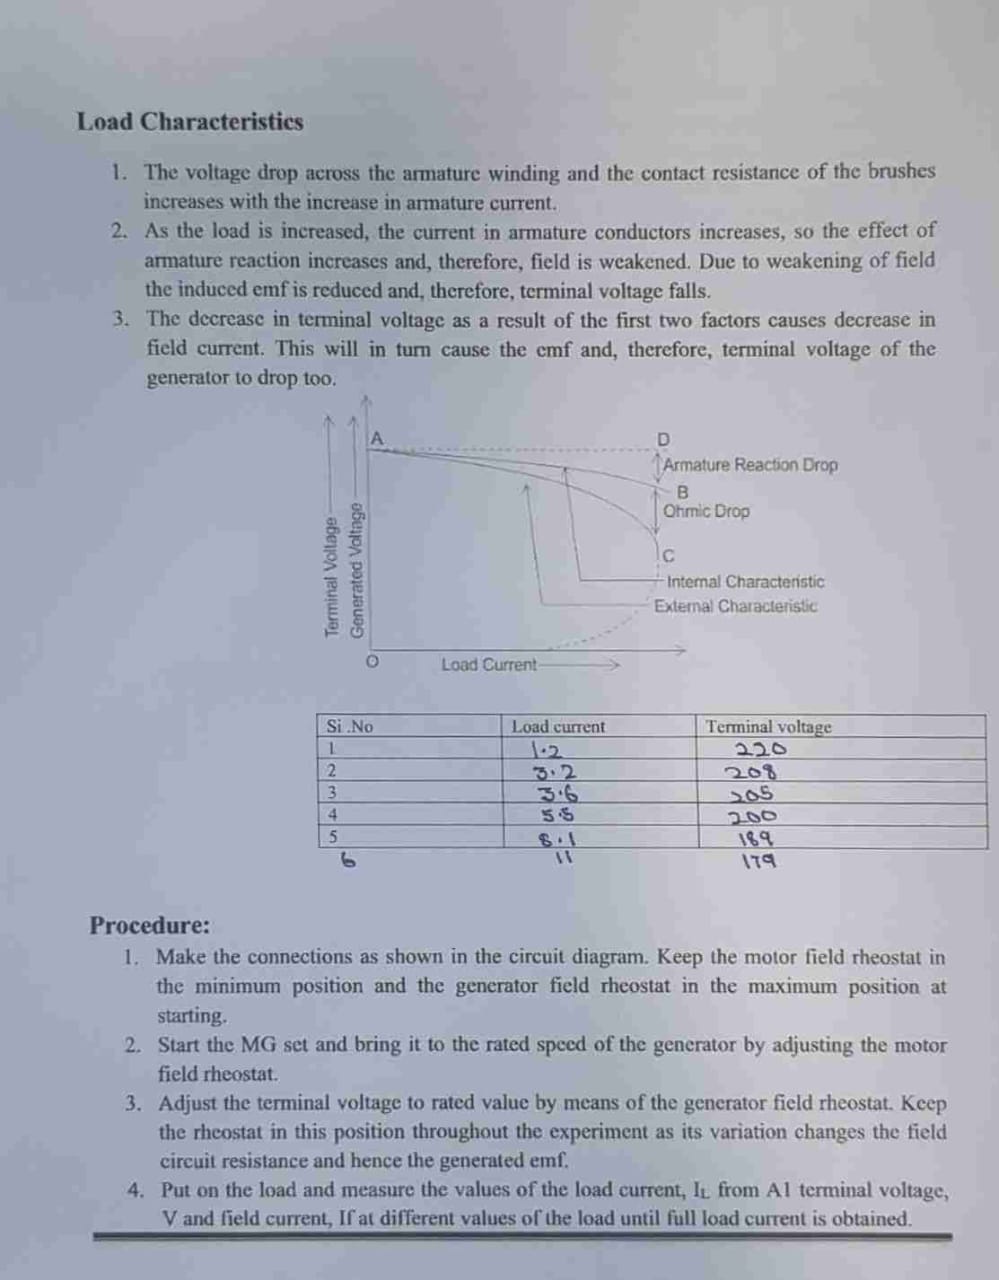 Load Characteristics
1. The voltage drop across the armature winding and the contact resistance of the brushes
increases with the increase in armature current.
2. As the load is increased, the current in armature conductors increases, so the effect of
armature reaction increases and, therefore, field is weakened. Due to weakening of field
the induced emf is reduced and, therefore, terminal voltage falls.
3. The decrease in terminal voltage as a result of the first two factors causes decrease in
field current. This will in turn cause the emf and, therefore, terminal voltage of the
generator to drop too.
Terminal Voltage
Generated Voltage
A
D
Armature Reaction Drop
B
Ohmic Drop
C
Internal Characteristic
External Characteristic
O
Load Current
Si .No Load current Terminal voltage
1 1.2 220
2 3.2 208
3 3.6 205
4 5.5 200
5 8.1 189
6 11 179
Procedure:
1. Make the connections as shown in the circuit diagram. Keep the motor field rheostat in
the minimum position and the generator field rheostat in the maximum position at
starting.
2. Start the MG set and bring it to the rated speed of the generator by adjusting the motor
field rheostat.
3. Adjust the terminal voltage to rated value by means of the generator field rheostat. Keep
the rheostat in this position throughout the experiment as its variation changes the field
circuit resistance and hence the generated emf.
4. Put on the load and measure the values of the load current, IL from A1 terminal voltage,
V and field current, If at different values of the load until full load current is obtained.